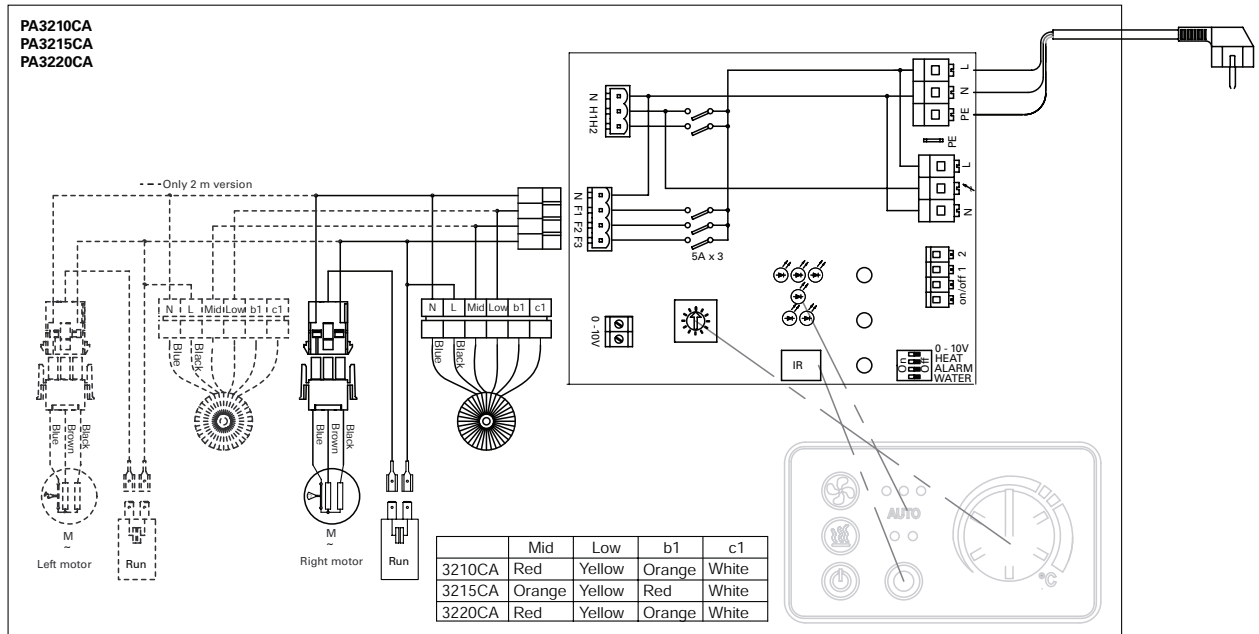 PA3210CA
PA3215CA
PA3220CA
L
N
PE
N H1H2
PE
L
N
Only 2 m version
N F1 F2 F3
5A x 3
on/off 1 2
N L Mid Low b1 c1
N L Mid Low b1 c1
Blue
Black
Blue
Black
0 -10V
IR
On
Off
0 - 10V
HEAT
ALARM
WATER
Blue
Brown
Black
Blue
Brown
Black
M
~
Left motor
Run
M
~
Right motor
Run
AUTO
°C
Mid Low b1 c1
3210CA Red Yellow Orange White
3215CA Orange Yellow Red White
3220CA Red Yellow Orange White